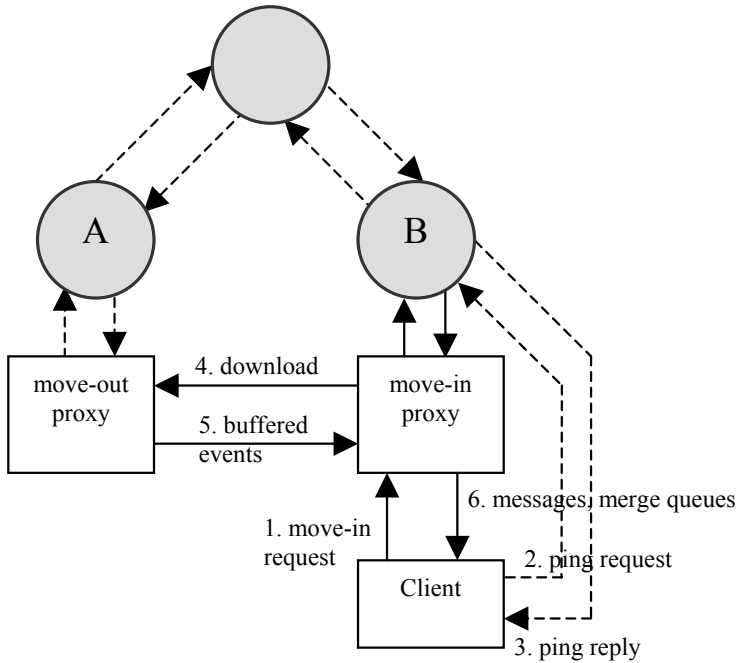 A
B
move-out
proxy
4. download
move-in
proxy
5. buffered
events
6. messages, merge queues
1. move-in
request
2. ping request
Client
3. ping reply